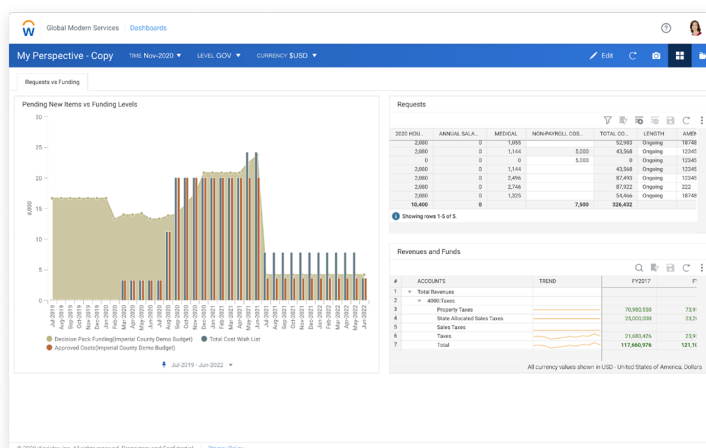 Global Modern Services Dashboards
My Perspective - Copy TIME Nov-2020 LEVEL GOV CURRENCY $USD Edit
Requests vs Funding
Pending New Items vs Funding Levels
30
25
20
15
10
5
0
#,000
Jul-2019 Aug-2019 Sep-2019 Oct-2019 Nov-2019 Dec-2019 Jan-2020 Feb-2020 Mar-2020 Apr-2020 May-2020 Jun-2020 Jul-2020 Aug-2020 Sep-2020 Oct-2020 Nov-2020 Dec-2020 Jan-2021 Feb-2021 Mar-2021 Apr-2021 May-2021 Jun-2021 Jul-2021 Aug-2021 Sep-2021 Oct-2021 Nov-2021 Dec-2021 Jan-2022 Feb-2022 Mar-2022 Apr-2022 May-2022 Jun-2022
Decision Pack Funding(Imperial County Demo Budget) Total Cost Wish List
Approved Costs(Imperial County Demo Budget)
Jul-2019 - Jun-2022
Requests
2020 HOU... ANNUAL SALA... MEDICAL NON-PAYROLL COS... TOTAL CO... LENGTH AMEN
2,080 0 1,055 52,983 Ongoing 18748
2,080 0 1,144 5,000 43,568 Ongoing 12345
0 0 0 5,000 0 Ongoing 12345
2,080 0 1,144 43,568 Ongoing 12345
2,080 0 2,496 87,493 Ongoing 12345
2,080 0 2,746 87,922 Ongoing 222
2,080 0 1,325 54,466 Ongoing 18748
10,400 0 7,500 326,432
Showing rows 1-5 of 5.
Revenues and Funds
# ACCOUNTS TREND FY2017
1 Total Revenues
2 4000:Taxes
3 Property Taxes 70,980,550
4 State Allocated Sales Taxes 25,000,000
5 Sales Taxes
6 Taxes 21,680,426
7 Total 117,660,976
All currency values shown in USD - United States of America, Dollars